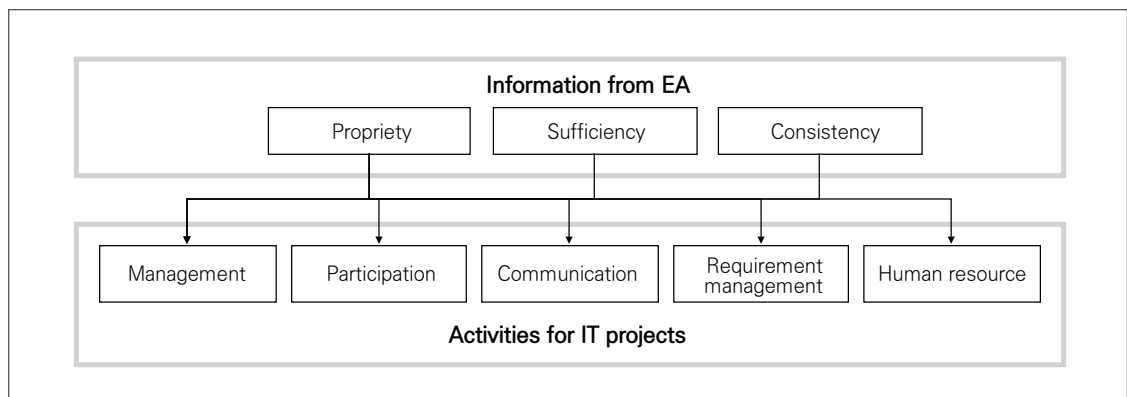 Information from EA
Propriety
Sufficiency
Consistency
Management
Participation
Communication
Requirement
management
Human resource
Activities for IT projects